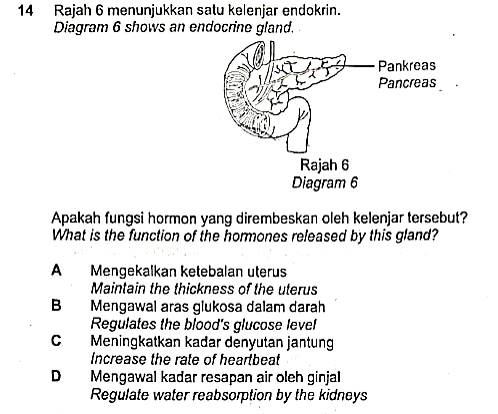 14 Rajah 6 menunjukkan satu kelenjar endokrin.
Diagram 6 shows an endocrine gland.
Pankreas
Pancreas
Rajah 6
Diagram 6
Apakah fungsi hormon yang dirembeskan oleh kelenjar tersebut?
What is the function of the hormones released by this gland?
A Mengekalkan ketebalan uterus
Maintain the thickness of the uterus
B Mengawal aras glukosa dalam darah
Regulates the blood's glucose level
C Meningkatkan kadar denyutan jantung
Increase the rate of heartbeat
D Mengawal kadar resapan air oleh ginjal
Regulate water reabsorption by the kidneys